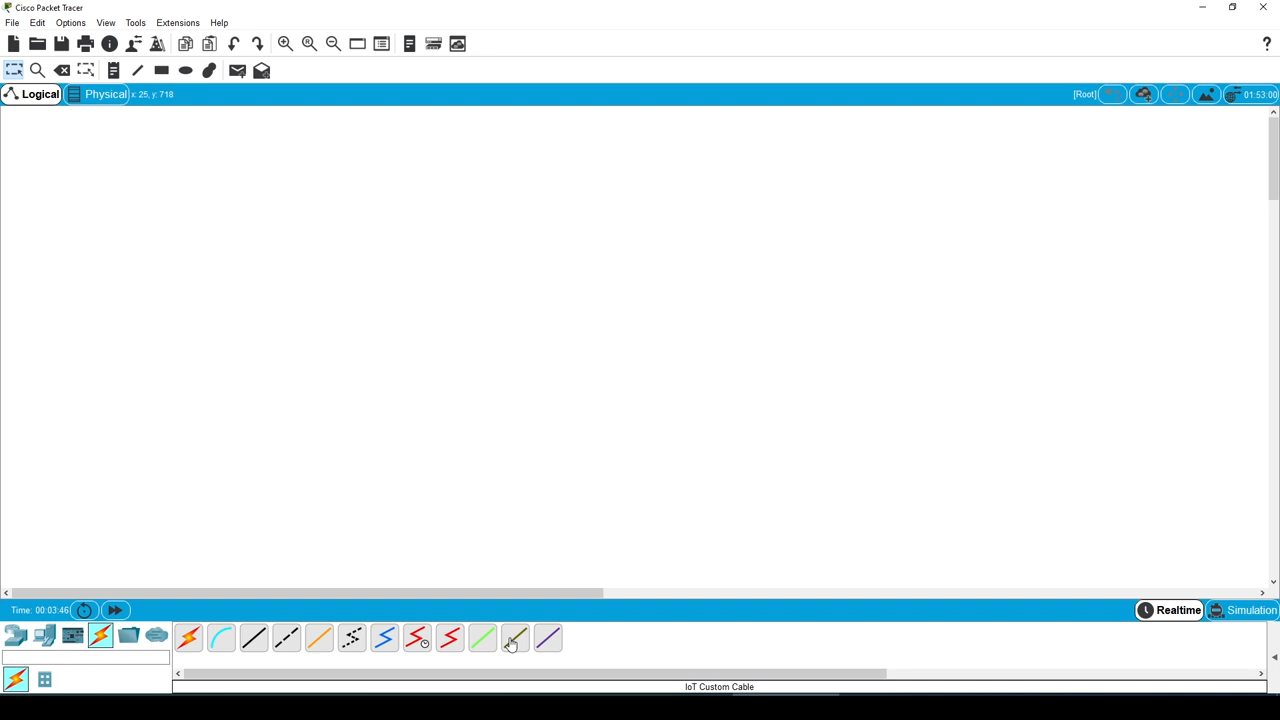 Cisco Packet Tracer
File Edit Options View Tools Extensions Help
Logical Physical x: 25, y: 718 [Root] 01:53:00
Time: 00:03:46 Realtime Simulation
IoT Custom Cable